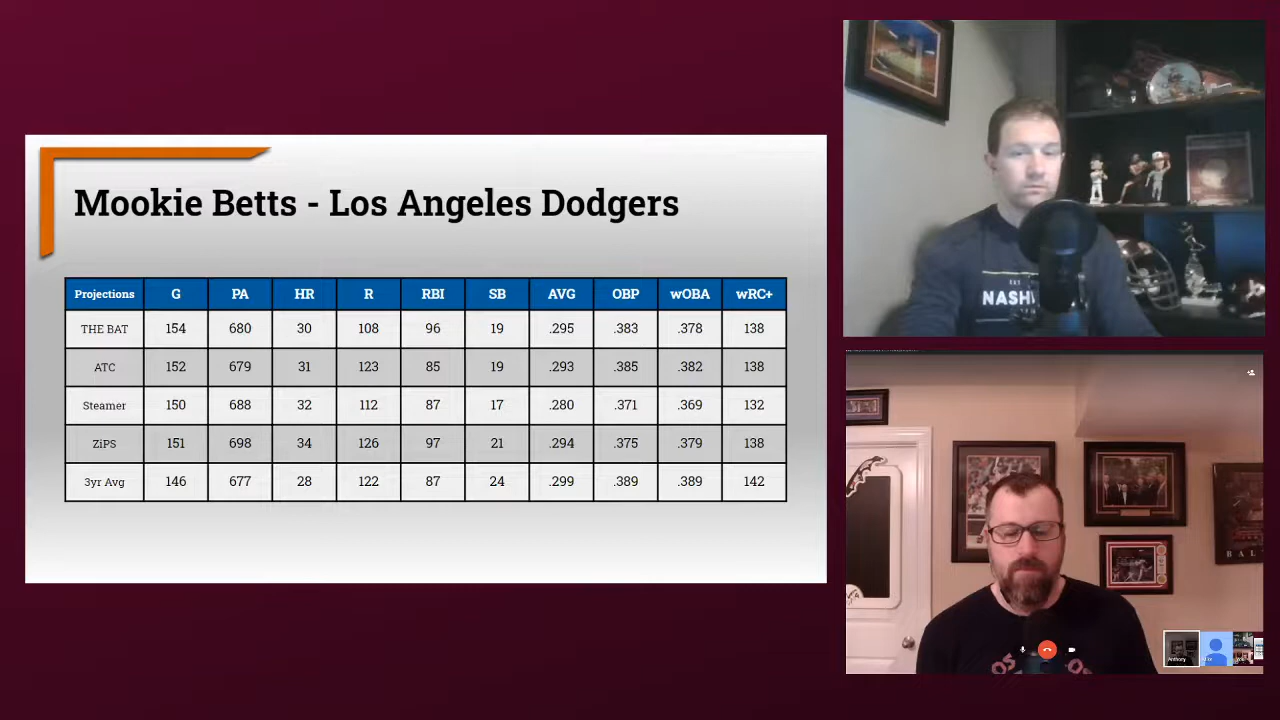 Mookie Betts - Los Angeles Dodgers
Projections G PA HR R RBI SB AVG OBP wOBA wRC+
THE BAT 154 680 30 108 96 19 .295 .383 .378 138
ATC 152 679 31 123 85 19 .293 .385 .382 138
Steamer 150 688 32 112 87 17 .280 .371 .369 132
ZiPS 151 698 34 126 97 21 .294 .375 .379 138
3yr Avg 146 677 28 122 87 24 .299 .389 .389 142
NASH
BAL
Anthony